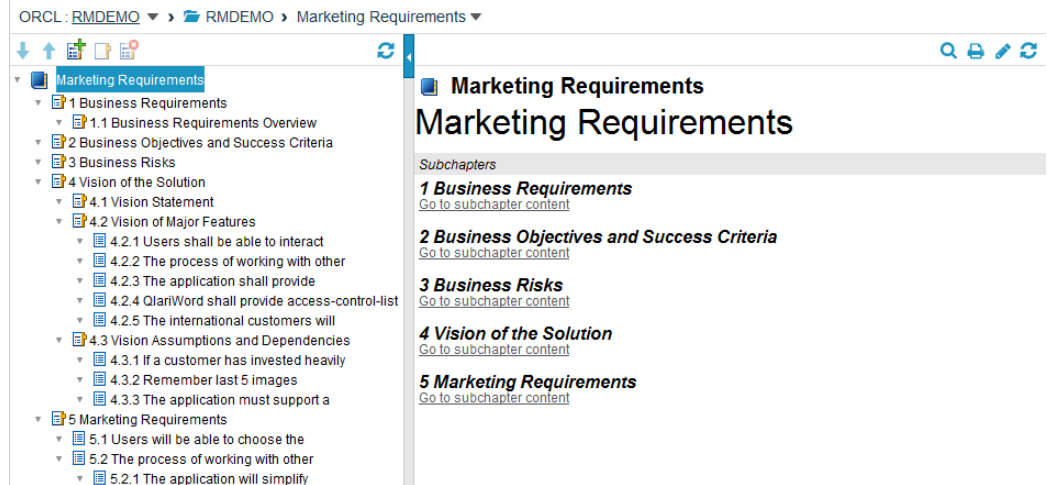 ORCL : RMDEMO RMDEMO Marketing Requirements
Marketing Requirements
1 Business Requirements
1.1 Business Requirements Overview
2 Business Objectives and Success Criteria
3 Business Risks
4 Vision of the Solution
4.1 Vision Statement
4.2 Vision of Major Features
4.2.1 Users shall be able to interact
4.2.2 The process of working with other
4.2.3 The application shall provide
4.2.4 QlariWord shall provide access-control-list
4.2.5 The international customers will
4.3 Vision Assumptions and Dependencies
4.3.1 If a customer has invested heavily
4.3.2 Remember last 5 images
4.3.3 The application must support a
5 Marketing Requirements
5.1 Users will be able to choose the
5.2 The process of working with other
5.2.1 The application will simplify
Marketing Requirements
Marketing Requirements
Subchapters
1 Business Requirements
Go to subchapter content
2 Business Objectives and Success Criteria
Go to subchapter content
3 Business Risks
Go to subchapter content
4 Vision of the Solution
Go to subchapter content
5 Marketing Requirements
Go to subchapter content